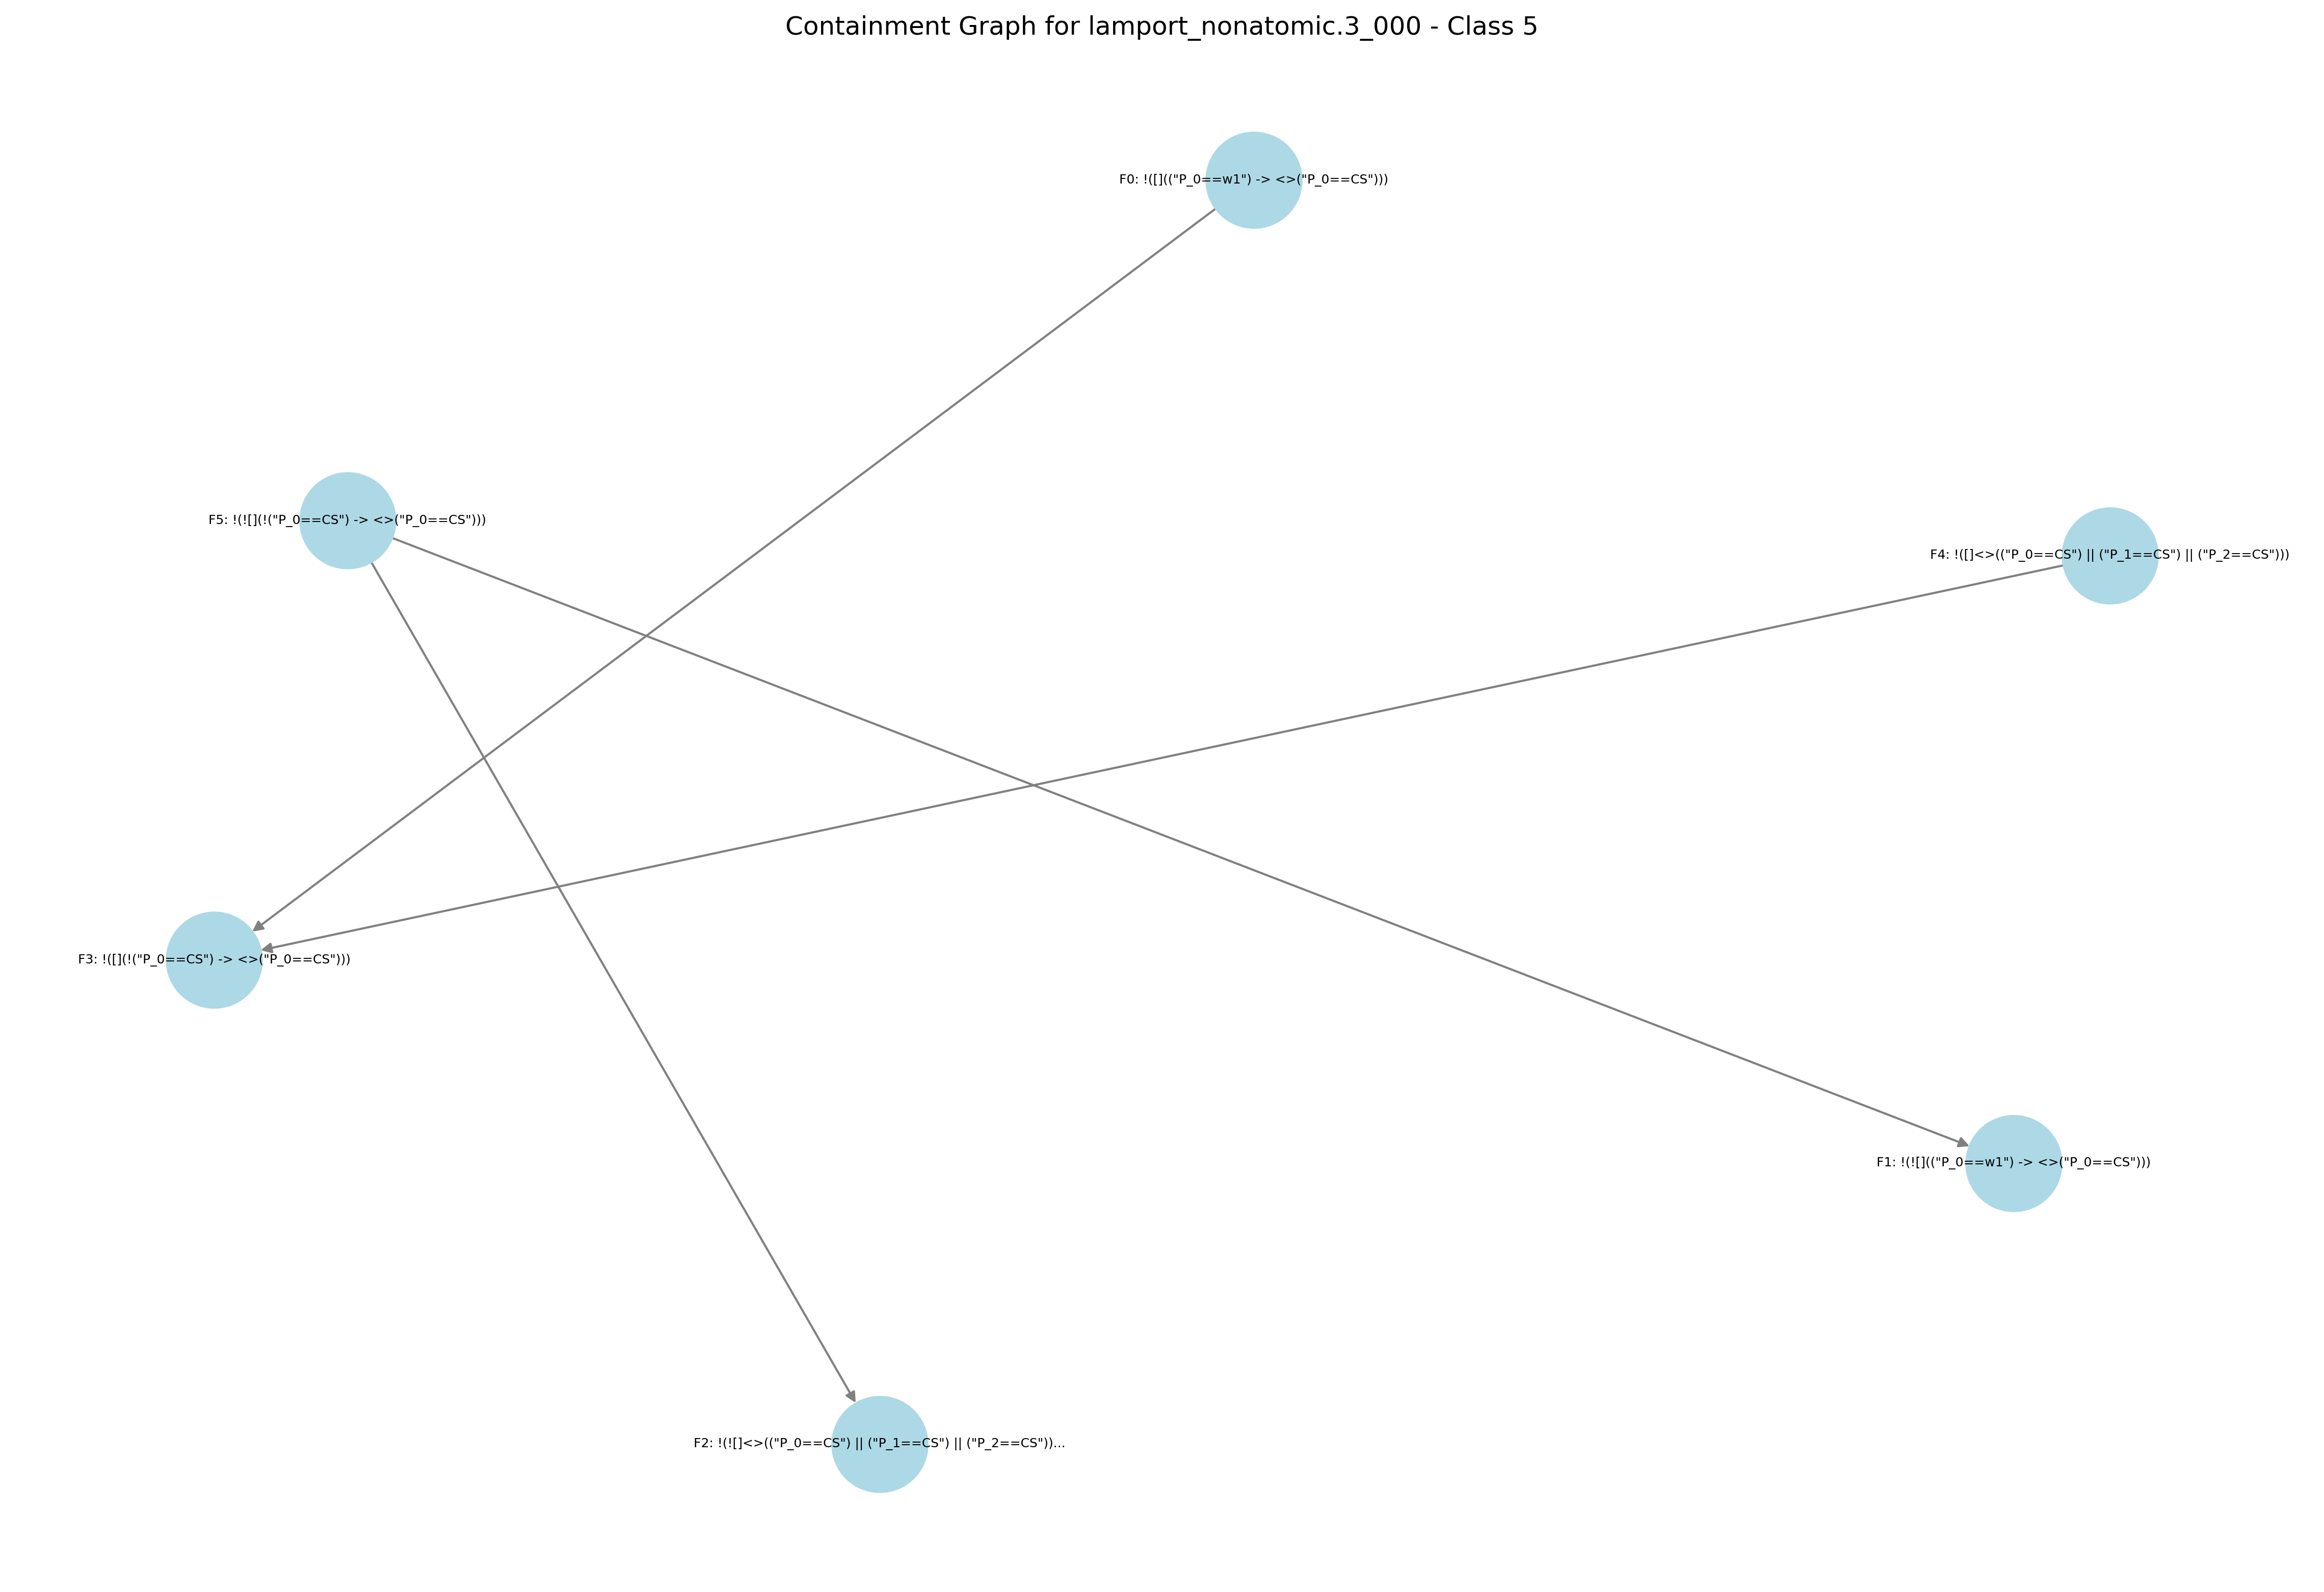 Containment Graph for lamport_nonatomic.3_000 - Class 5
F0: !([](("P_0==w1") -> <>("P_0==CS")))
F5: !(![](!("P_0==CS") -> <>("P_0==CS")))
F4: !([]<>(("P_0==CS") || ("P_1==CS") || ("P_2==CS")))
F3: !([](!("P_0==CS") -> <>("P_0==CS")))
F1: !(![](("P_0==w1") -> <>("P_0==CS")))
F2: !(![]<>(("P_0==CS") || ("P_1==CS") || ("P_2==CS"))...